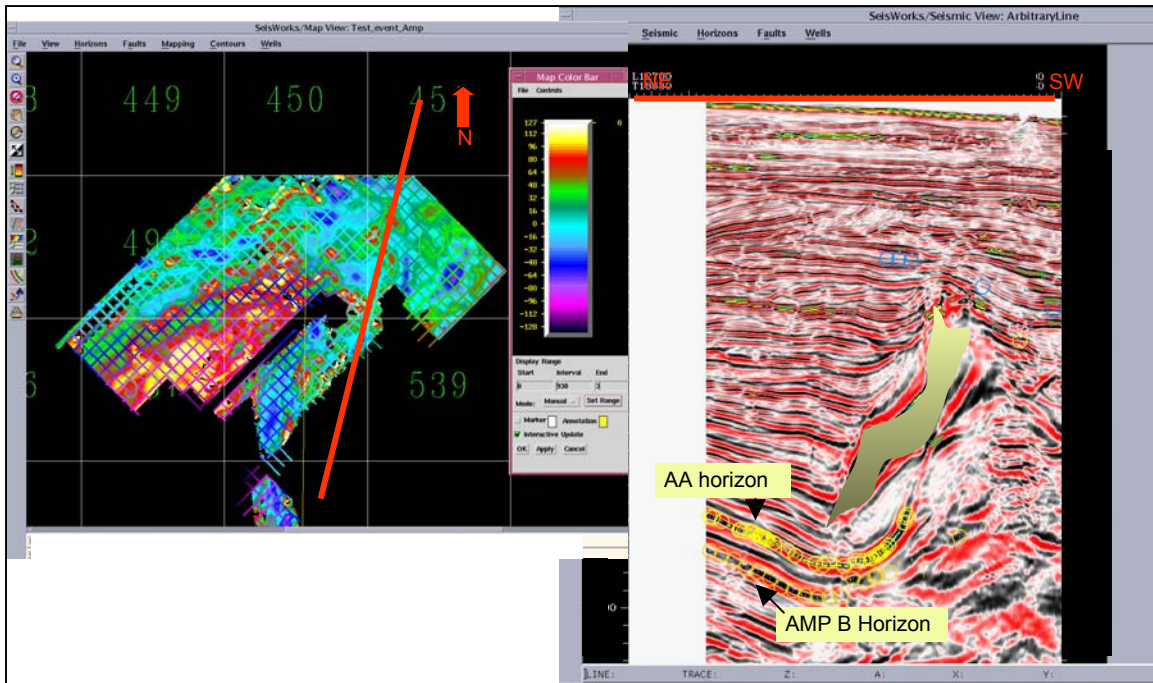 SeisWorks/Map View: Test_event_Amp
File View Horizons Faults Mapping Contours Wells
449 450
N
539
Map Color Bar
File Controls
0
127
112
96
80
64
48
32
16
0
-16
-32
-48
-64
-80
-96
-112
-128
Display Range
Start Interval End
Mode: Manual Set Range
Marker Annotation
Interactive Update
OK Apply Cancel
SeisWorks/Seismic View: ArbitraryLine
Seismic Horizons Faults Wells
NE
SW
AA horizon
AMP B Horizon
LINE: TRACE: Z: A: X: Y: